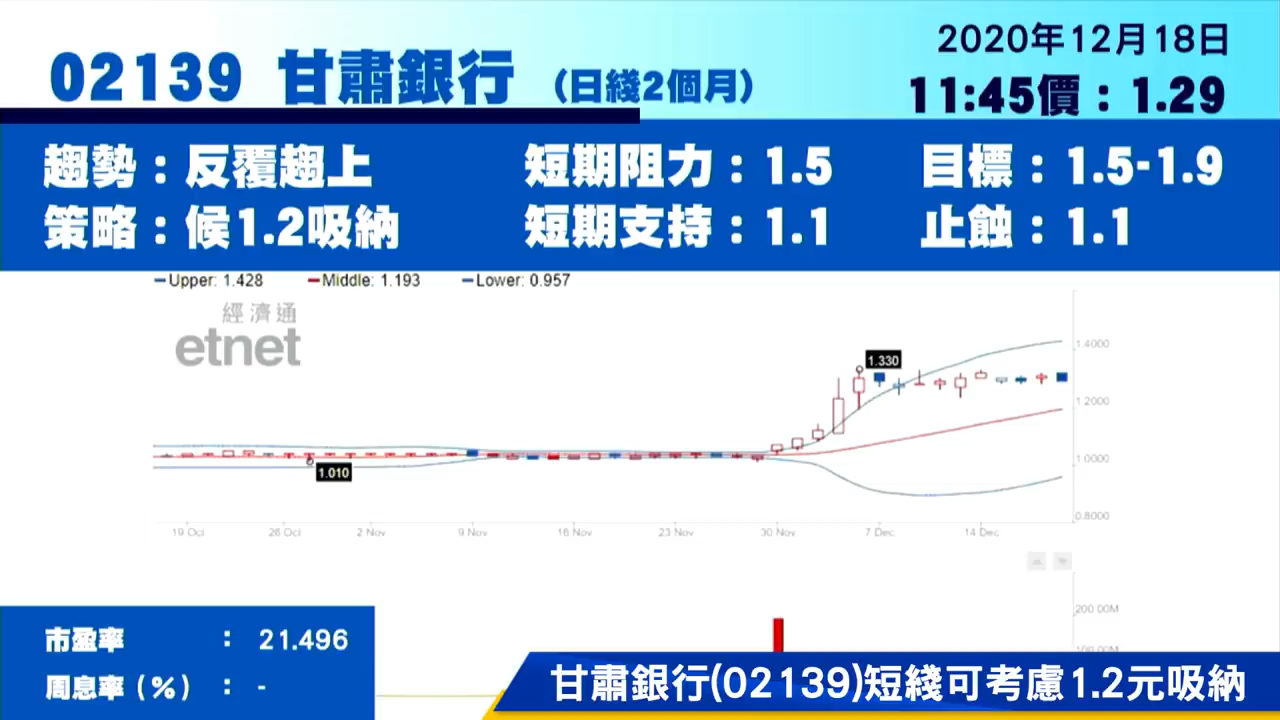 02139 甘肅銀行 (日綫2個月)
2020年12月18日
11:45價：1.29
趨勢：反覆趨上
短期阻力：1.5
目標：1.5-1.9
策略：候1.2吸納
短期支持：1.1
止蝕：1.1
Upper: 1.428 Middle: 1.193 Lower: 0.957
經濟通
etnet
1.4000
1.330
1.2000
1.0000
1.010
0.8000
19 Oct 26 Oct 2 Nov 9 Nov 16 Nov 23 Nov 30 Nov 7 Dec 14 Dec
200.00M
100.00M
市盈率 ： 21.496
周息率（%） ： -
甘肅銀行(02139)短綫可考慮1.2元吸納